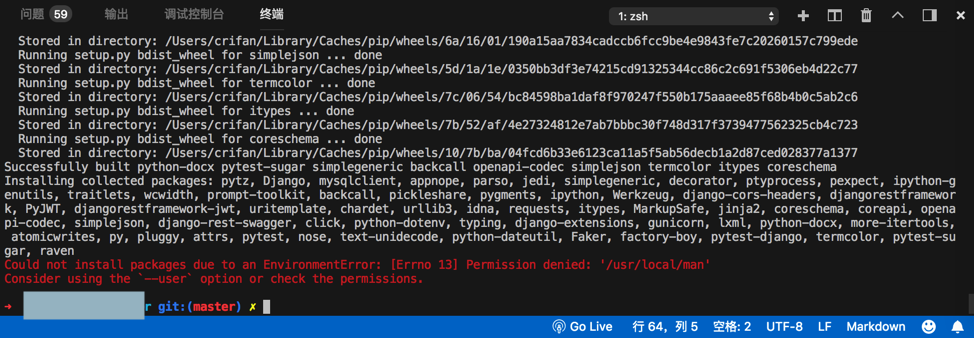 问题 59 输出 调试控制台 终端 1: zsh
Stored in directory: /Users/crifan/Library/Caches/pip/wheels/6a/16/01/190a15aa7834cadccb6fcc9be4e9843fe7c20260157c799ede
Running setup.py bdist_wheel for simplejson ... done
Stored in directory: /Users/crifan/Library/Caches/pip/wheels/5d/1a/1e/0350bb3df3e74215cd91325344cc86c2c691f5306eb4d22c77
Running setup.py bdist_wheel for termcolor ... done
Stored in directory: /Users/crifan/Library/Caches/pip/wheels/7c/06/54/bc84598ba1daf8f970247f550b175aaaee85f68b4b0c5ab2c6
Running setup.py bdist_wheel for itypes ... done
Stored in directory: /Users/crifan/Library/Caches/pip/wheels/7b/52/af/4e27324812e7ab7bbbc30f748d317f3739477562325cb4c723
Running setup.py bdist_wheel for coreschema ... done
Stored in directory: /Users/crifan/Library/Caches/pip/wheels/10/7b/ba/04fcd6b33e6123ca11a5f5ab56decb1a2d87ced028377a1377
Successfully built python-docx pytest-sugar simplegeneric backcall openapi-codec simplejson termcolor itypes coreschema
Installing collected packages: pytz, Django, mysqlclient, appnope, parso, jedi, simplegeneric, decorator, ptyprocess, pexpect, ipython-g
enutils, traitlets, wcwidth, prompt-toolkit, backcall, pickleshare, pygments, ipython, Werkzeug, django-cors-headers, djangorestframewor
k, PyJWT, djangorestframework-jwt, uritemplate, chardet, urllib3, idna, requests, itypes, MarkupSafe, jinja2, coreschema, coreapi, opena
pi-codec, simplejson, django-rest-swagger, click, python-dotenv, typing, django-extensions, gunicorn, lxml, python-docx, more-itertools,
atomicwrites, py, pluggy, attrs, pytest, nose, text-unidecode, python-dateutil, Faker, factory-boy, pytest-django, termcolor, pytest-su
gar, raven
Could not install packages due to an EnvironmentError: [Errno 13] Permission denied: '/usr/local/man'
Consider using the `--user` option or check the permissions.
➜ r git:(master) ✗
Go Live 行 64，列 5 空格: 2 UTF-8 LF Markdown